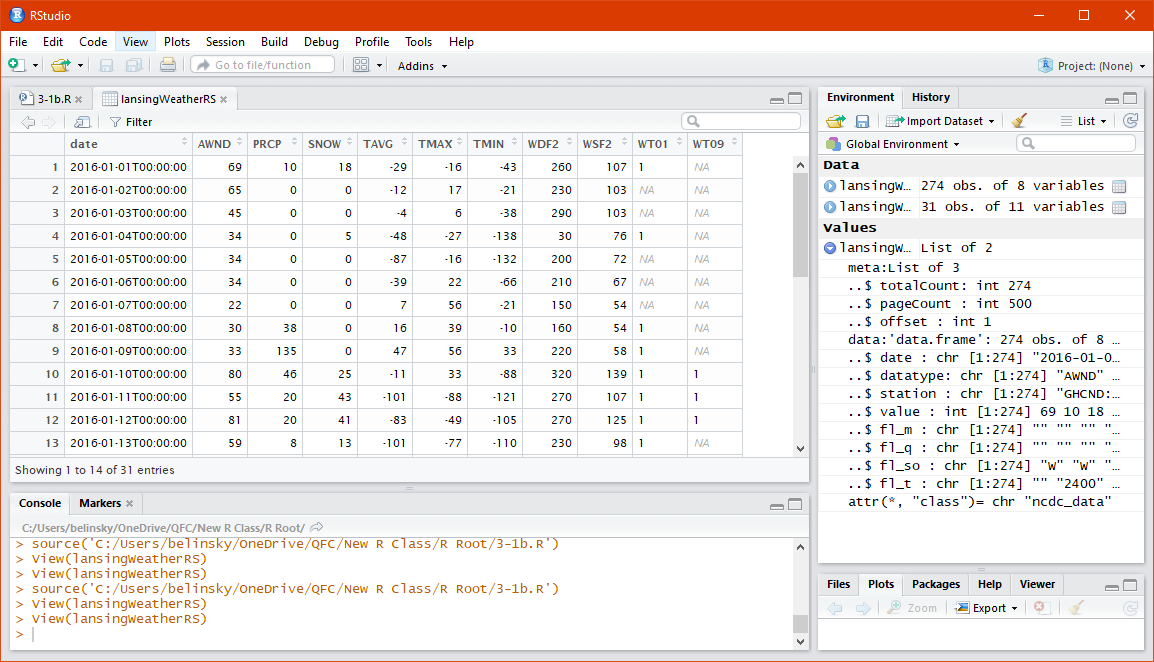 RStudio
File Edit Code View Plots Session Build Debug Profile Tools Help
Go to file/function Addins Project: (None)
3-1b.R lansingWeatherRS
Filter
date AWND PRCP SNOW TAVG TMAX TMIN WDF2 WSF2 WT01 WT09
1 2016-01-01T00:00:00 69 10 18 -29 -16 -43 260 107 1 NA
2 2016-01-02T00:00:00 65 0 0 -12 17 -21 230 103 NA NA
3 2016-01-03T00:00:00 45 0 0 -4 6 -38 290 103 NA NA
4 2016-01-04T00:00:00 34 0 5 -48 -27 -138 30 76 1 NA
5 2016-01-05T00:00:00 34 0 0 -87 -16 -132 200 72 NA NA
6 2016-01-06T00:00:00 34 0 0 -39 22 -66 210 67 NA NA
7 2016-01-07T00:00:00 22 0 0 7 56 -21 150 54 NA NA
8 2016-01-08T00:00:00 30 38 0 16 39 -10 160 54 1 NA
9 2016-01-09T00:00:00 33 135 0 47 56 33 220 58 1 NA
10 2016-01-10T00:00:00 80 46 25 -11 33 -88 320 139 1 1
11 2016-01-11T00:00:00 55 20 43 -101 -88 -121 270 107 1 1
12 2016-01-12T00:00:00 81 20 41 -83 -49 -105 270 125 1 1
13 2016-01-13T00:00:00 59 8 13 -101 -77 -110 230 98 1 NA
Showing 1 to 14 of 31 entries
Console Markers
C:/Users/belinsky/OneDrive/QFC/New R Class/R Root/
> source('C:/Users/belinsky/OneDrive/QFC/New R Class/R Root/3-1b.R')
> View(lansingWeatherRS)
> View(lansingWeatherRS)
> source('C:/Users/belinsky/OneDrive/QFC/New R Class/R Root/3-1b.R')
> View(lansingWeatherRS)
> View(lansingWeatherRS)
>
Environment History
Import Dataset List
Global Environment
Data
lansingW… 274 obs. of 8 variables
lansingW… 31 obs. of 11 variables
Values
lansingW… List of 2
meta:List of 3
..$ totalCount: int 274
..$ pageCount : int 500
..$ offset : int 1
data:'data.frame': 274 obs. of 8 …
..$ date : chr [1:274] "2016-01-0…
..$ datatype: chr [1:274] "AWND" …
..$ station : chr [1:274] "GHCND:…
..$ value : int [1:274] 69 10 18 …
..$ fl_m : chr [1:274] "" "" "" "…
..$ fl_q : chr [1:274] "" "" "" "…
..$ fl_so : chr [1:274] "W" "W" "…
..$ fl_t : chr [1:274] "" "2400" …
attr(*, "class")= chr "ncdc_data"
Files Plots Packages Help Viewer
Zoom Export